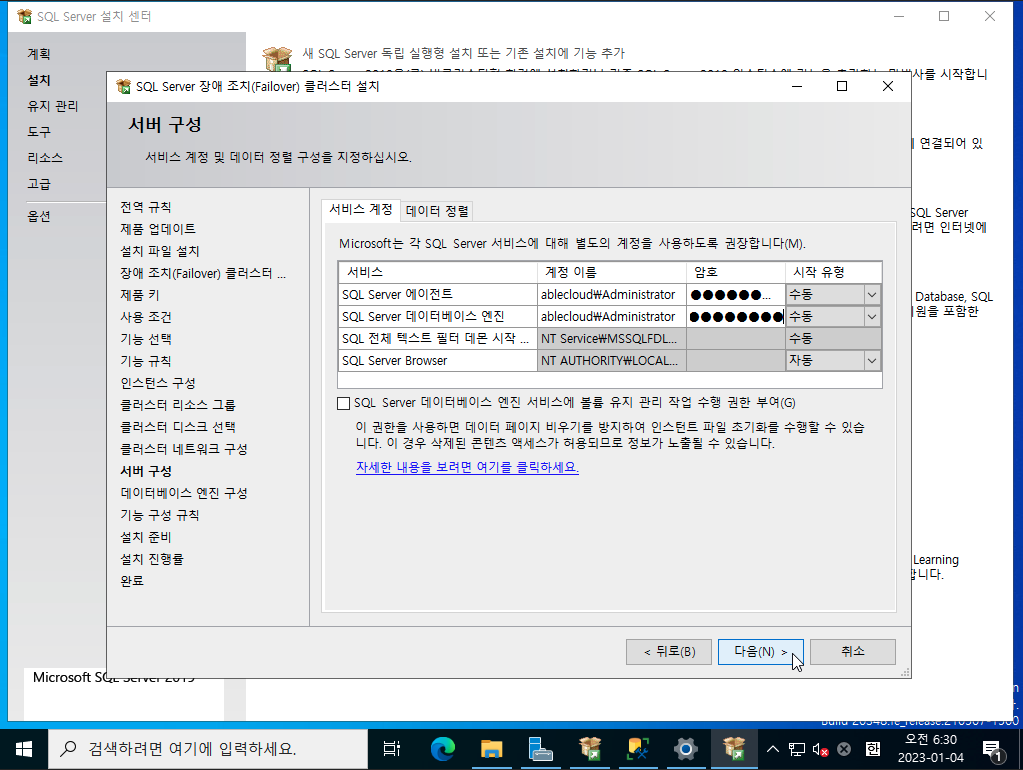 SQL Server 설치 센터
계획
설치
유지 관리
도구
리소스
고급
옵션
새 SQL Server 독립 실행형 설치 또는 기존 설치에 기능 추가
사를 시작합니
연결되어 있
SQL Server
려면 인터넷에
Database, SQL
원을 포함한
Learning
합니다.
Microsoft SQL Server 2019
SQL Server 장애 조치(Failover) 클러스터 설치
서버 구성
서비스 계정 및 데이터 정렬 구성을 지정하십시오.
전역 규칙
제품 업데이트
설치 파일 설치
장애 조치(Failover) 클러스터 ...
제품 키
사용 조건
기능 선택
기능 규칙
인스턴스 구성
클러스터 리소스 그룹
클러스터 디스크 선택
클러스터 네트워크 구성
서버 구성
데이터베이스 엔진 구성
기능 구성 규칙
설치 준비
설치 진행률
완료
서비스 계정 데이터 정렬
Microsoft는 각 SQL Server 서비스에 대해 별도의 계정을 사용하도록 권장합니다(M).
서비스 계정 이름 암호 시작 유형
SQL Server 에이전트 ablecloud₩Administrator ●●●●●●... 수동
SQL Server 데이터베이스 엔진 ablecloud₩Administrator ●●●●●●●● 수동
SQL 전체 텍스트 필터 데몬 시작 ... NT Service₩MSSQLFDL... 수동
SQL Server Browser NT AUTHORITY₩LOCAL... 자동
SQL Server 데이터베이스 엔진 서비스에 볼륨 유지 관리 작업 수행 권한 부여(G)
이 권한을 사용하면 데이터 페이지 비우기를 방지하여 인스턴트 파일 초기화를 수행할 수 있습
니다. 이 경우 삭제된 콘텐츠 액세스가 허용되므로 정보가 노출될 수 있습니다.
자세한 내용을 보려면 여기를 클릭하세요.
< 뒤로(B) 다음(N) > 취소
검색하려면 여기에 입력하세요.
한
오전 6:30
2023-01-04
1